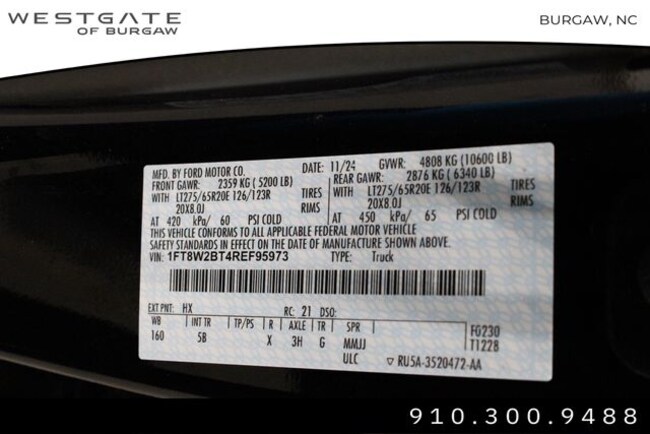 WESTGATE
OF BURGAW
BURGAW, NC
MFD. BY FORD MOTOR CO.
DATE: 11/24 GVWR: 4808 KG (10600 LB)
FRONT GAWR: 2359 KG ( 5200 LB)
REAR GAWR: 2876 KG ( 6340 LB)
WITH LT275/65R20E 126/123R TIRES
WITH LT275/65R20E 126/123R TIRES
20X8.0J RIMS
20X8.0J RIMS
AT 420 kPa/ 60 PSI COLD
AT 450 kPa/ 65 PSI COLD
THIS VEHICLE CONFORMS TO ALL APPLICABLE FEDERAL MOTOR VEHICLE
SAFETY STANDARDS IN EFFECT ON THE DATE OF MANUFACTURE SHOWN ABOVE.
VIN: 1FT8W2BT4REF95973 TYPE: Truck
EXT PNT: HX RC: 21 DSO:
WB INT TR TP/PS R AXLE TR SPR F0230
160 5B X 3H G MMJJ T1228
ULC ▽ RU5A-3520472-AA
910.300.9488